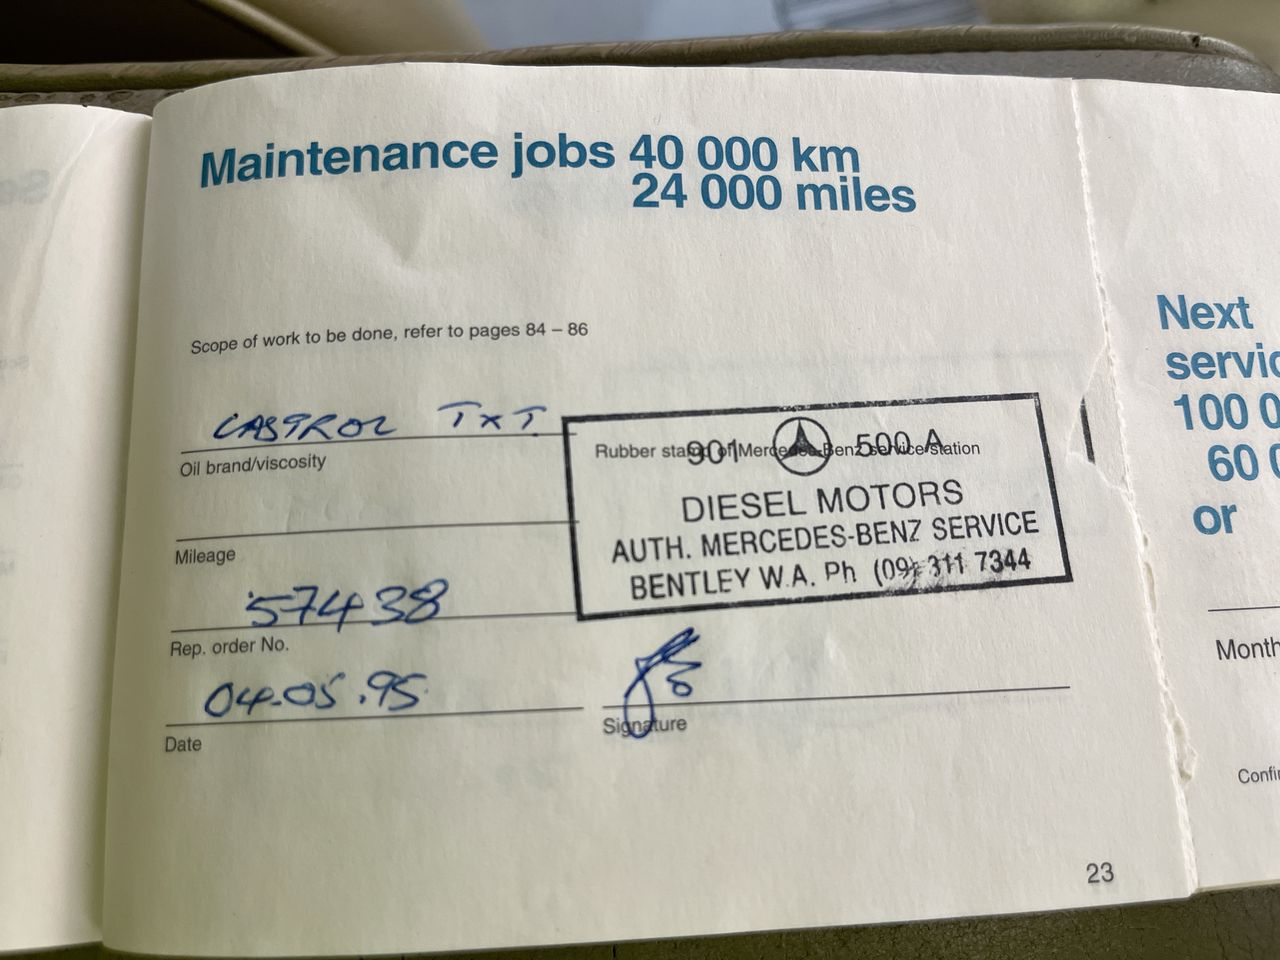 Maintenance jobs 40 000 km
24 000 miles
Scope of work to be done, refer to pages 84 – 86
CASTROL TXT
Oil brand/viscosity
Mileage
57438
Rep. order No.
04.05.95
Date
Rubber stamp of Mercedes-Benz service station
901 500 A
DIESEL MOTORS
AUTH. MERCEDES-BENZ SERVICE
BENTLEY W.A. Ph (09) 311 7344
Signature
23
Next
servic
100 0
60 0
or
Month
Confi